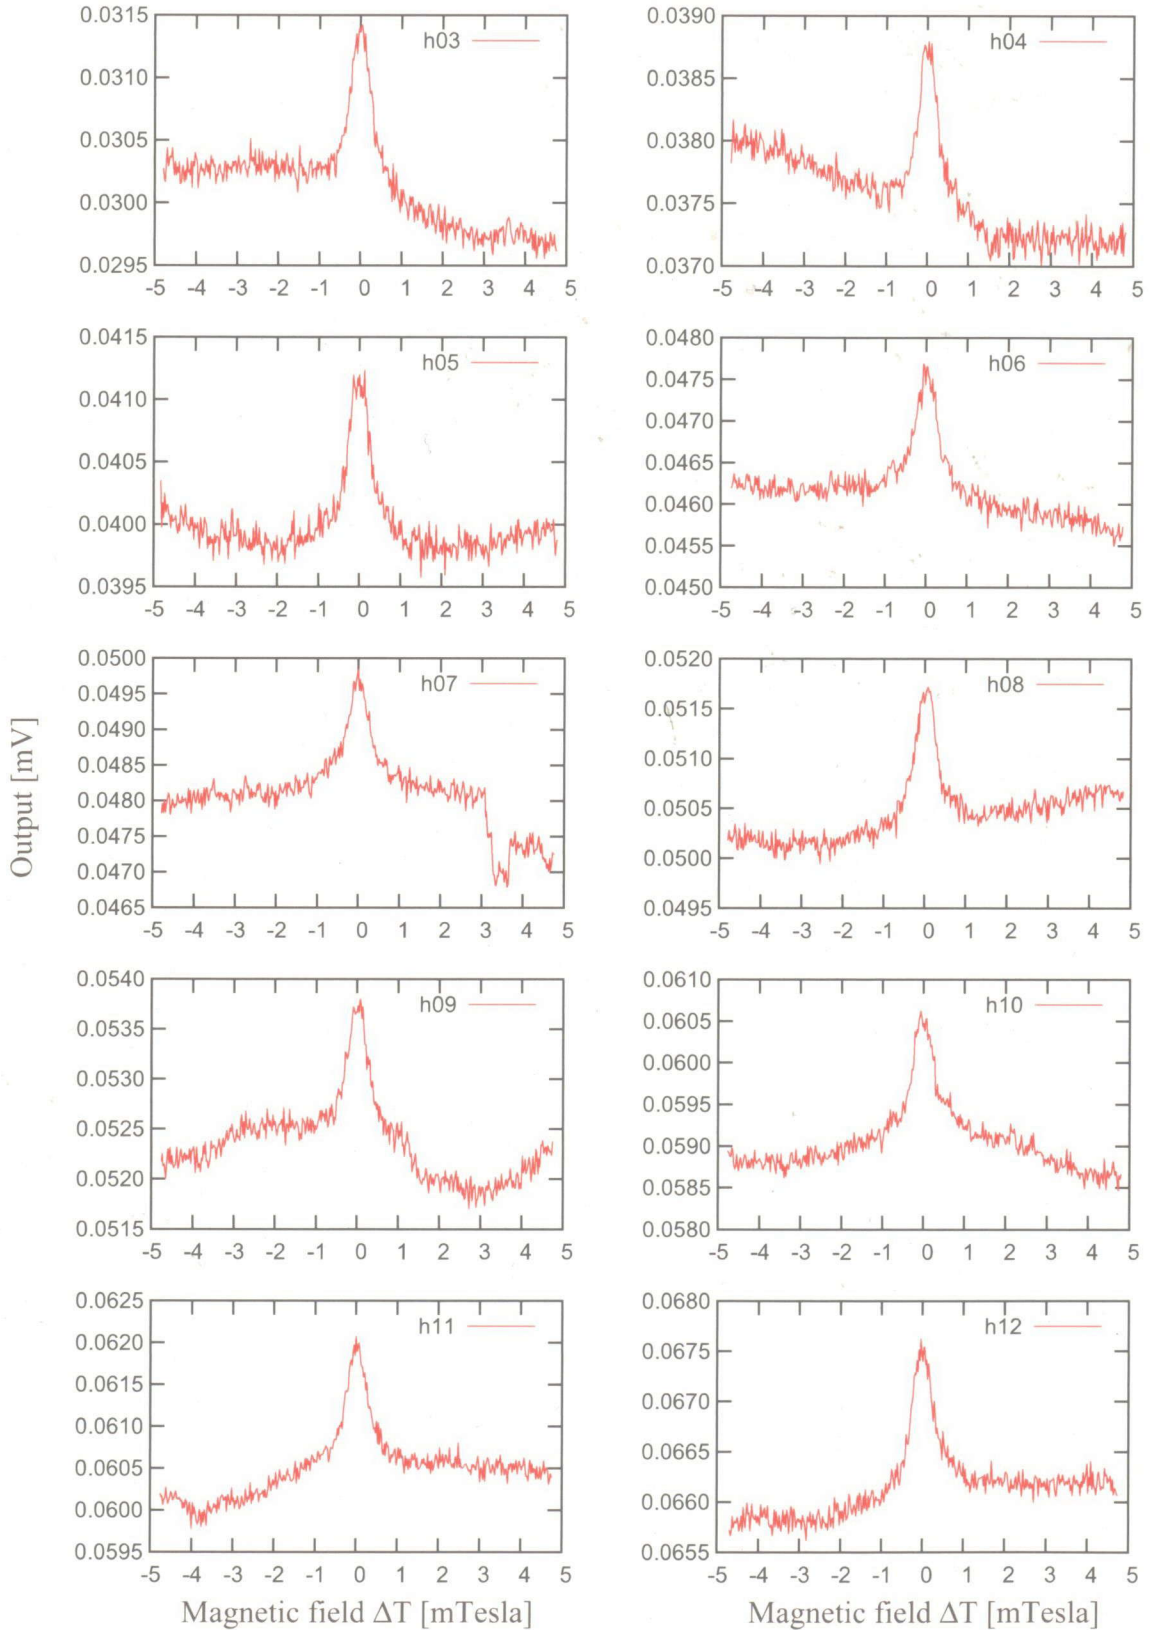 0.0315
0.0310
0.0305
0.0300
0.0295
h03
-5 -4 -3 -2 -1 0 1 2 3 4 5
0.0390
0.0385
0.0380
0.0375
0.0370
h04
-5 -4 -3 -2 -1 0 1 2 3 4 5
0.0415
0.0410
0.0405
0.0400
0.0395
h05
-5 -4 -3 -2 -1 0 1 2 3 4 5
0.0480
0.0475
0.0470
0.0465
0.0460
0.0455
0.0450
h06
-5 -4 -3 -2 -1 0 1 2 3 4 5
Output [mV]
0.0500
0.0495
0.0490
0.0485
0.0480
0.0475
0.0470
0.0465
h07
-5 -4 -3 -2 -1 0 1 2 3 4 5
0.0520
0.0515
0.0510
0.0505
0.0500
0.0495
h08
-5 -4 -3 -2 -1 0 1 2 3 4 5
0.0540
0.0535
0.0530
0.0525
0.0520
0.0515
h09
-5 -4 -3 -2 -1 0 1 2 3 4 5
0.0610
0.0605
0.0600
0.0595
0.0590
0.0585
0.0580
h10
-5 -4 -3 -2 -1 0 1 2 3 4 5
0.0625
0.0620
0.0615
0.0610
0.0605
0.0600
0.0595
h11
-5 -4 -3 -2 -1 0 1 2 3 4 5
Magnetic field ΔT [mTesla]
0.0680
0.0675
0.0670
0.0665
0.0660
0.0655
h12
-5 -4 -3 -2 -1 0 1 2 3 4 5
Magnetic field ΔT [mTesla]